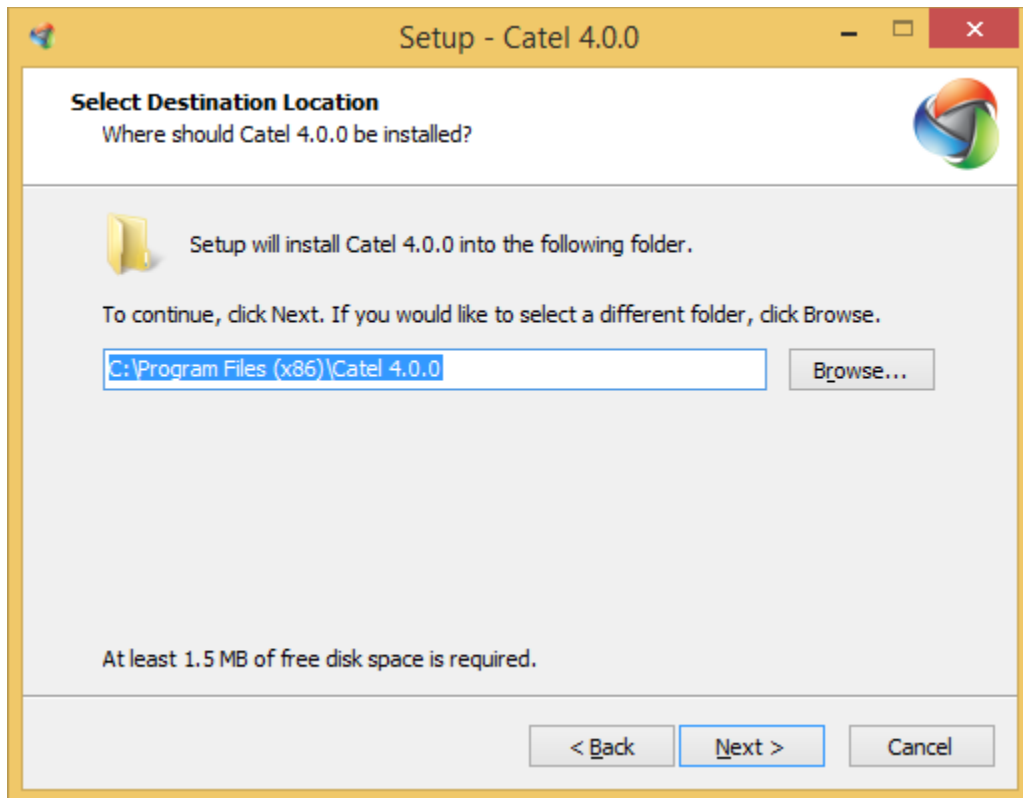 Setup - Catel 4.0.0
Select Destination Location
Where should Catel 4.0.0 be installed?
Setup will install Catel 4.0.0 into the following folder.
To continue, click Next. If you would like to select a different folder, click Browse.
C:\Program Files (x86)\Catel 4.0.0
Browse...
At least 1.5 MB of free disk space is required.
< Back
Next >
Cancel